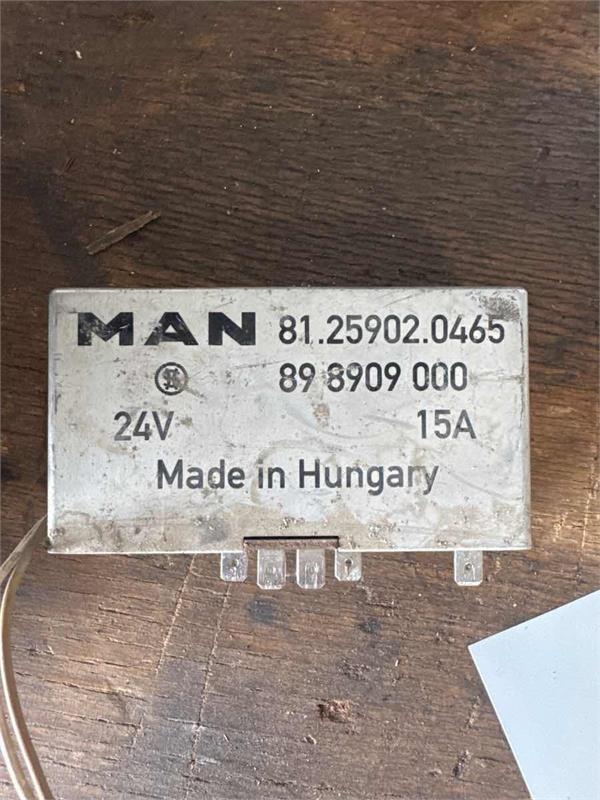 MAN 81.25902.0465
89 8909 000
24V 15A
Made in Hungary